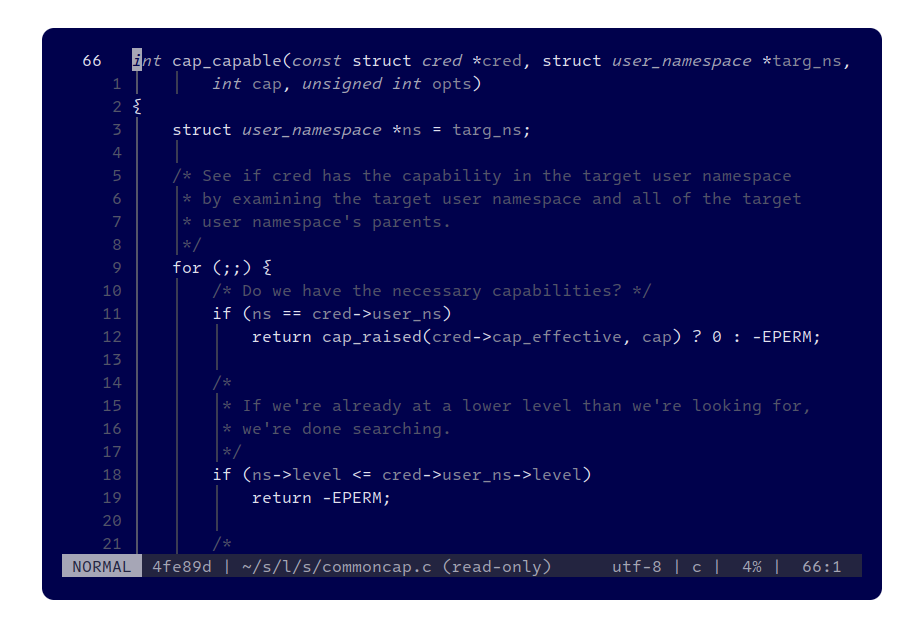 66 int cap_capable(const struct cred *cred, struct user_namespace *targ_ns,
1 int cap, unsigned int opts)
2 {
3 struct user_namespace *ns = targ_ns;
4
5 /* See if cred has the capability in the target user namespace
6 * by examining the target user namespace and all of the target
7 * user namespace's parents.
8 */
9 for (;;) {
10 /* Do we have the necessary capabilities? */
11 if (ns == cred->user_ns)
12 return cap_raised(cred->cap_effective, cap) ? 0 : -EPERM;
13
14 /*
15 * If we're already at a lower level than we're looking for,
16 * we're done searching.
17 */
18 if (ns->level <= cred->user_ns->level)
19 return -EPERM;
20
21 /*
NORMAL 4fe89d | ~/s/l/s/commoncap.c (read-only) utf-8 | c | 4% | 66:1